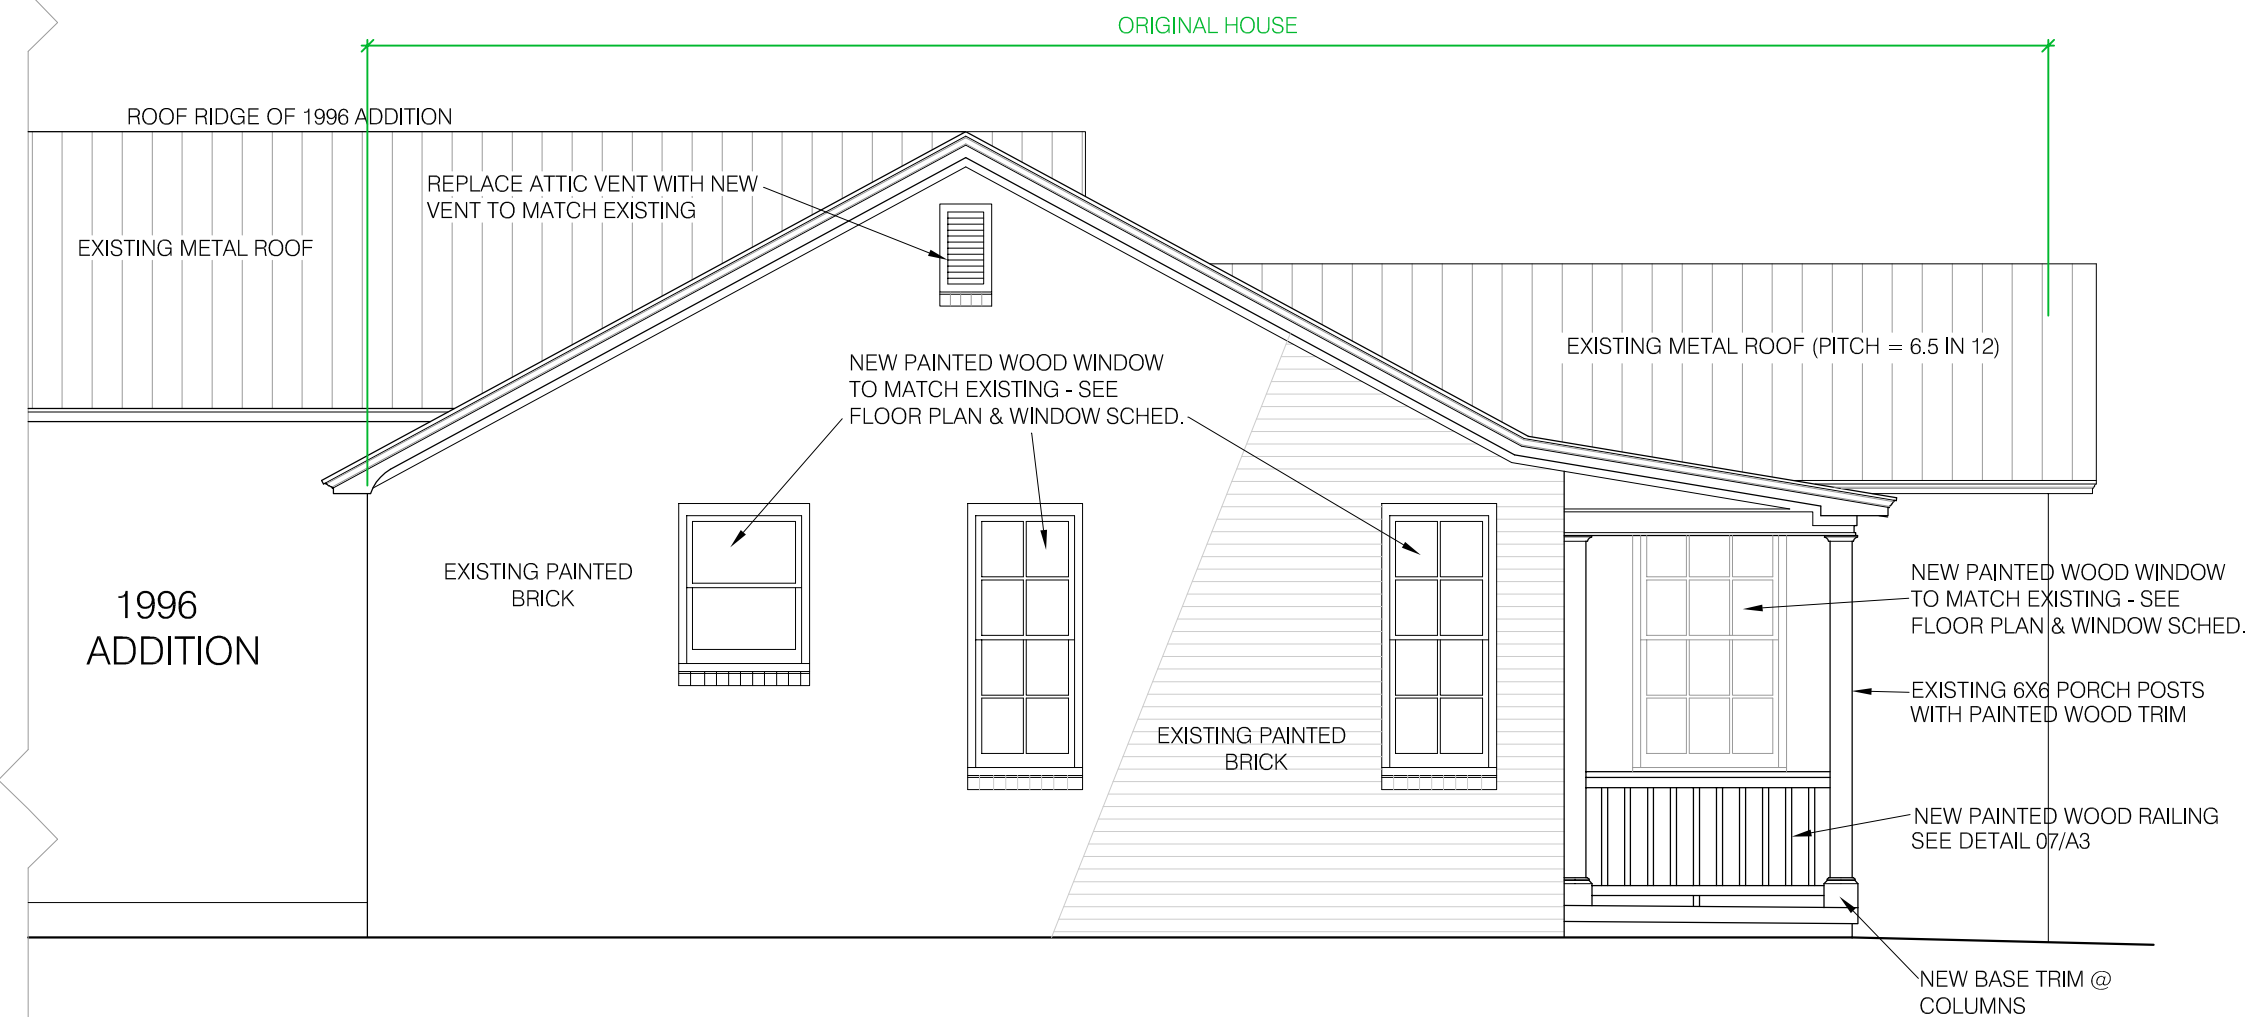 ORIGINAL HOUSE
ROOF RIDGE OF 1996 ADDITION
REPLACE ATTIC VENT WITH NEW
VENT TO MATCH EXISTING
EXISTING METAL ROOF
EXISTING METAL ROOF (PITCH = 6.5 IN 12)
NEW PAINTED WOOD WINDOW
TO MATCH EXISTING - SEE
FLOOR PLAN & WINDOW SCHED.
EXISTING PAINTED
BRICK
1996
ADDITION
EXISTING PAINTED
BRICK
NEW PAINTED WOOD WINDOW
TO MATCH EXISTING - SEE
FLOOR PLAN & WINDOW SCHED.
EXISTING 6X6 PORCH POSTS
WITH PAINTED WOOD TRIM
NEW PAINTED WOOD RAILING
SEE DETAIL 07/A3
NEW BASE TRIM @
COLUMNS